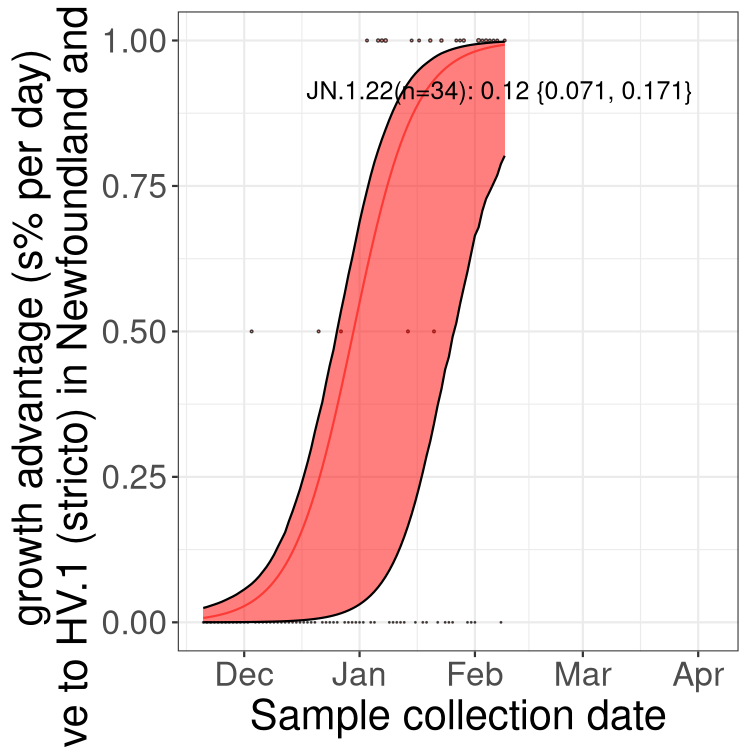 growth advantage (s% per day)
ve to HV.1 (stricto) in Newfoundland and
1.00
0.75
0.50
0.25
0.00
JN.1.22(n=34): 0.12 {0.071, 0.171}
Dec Jan Feb Mar Apr
Sample collection date